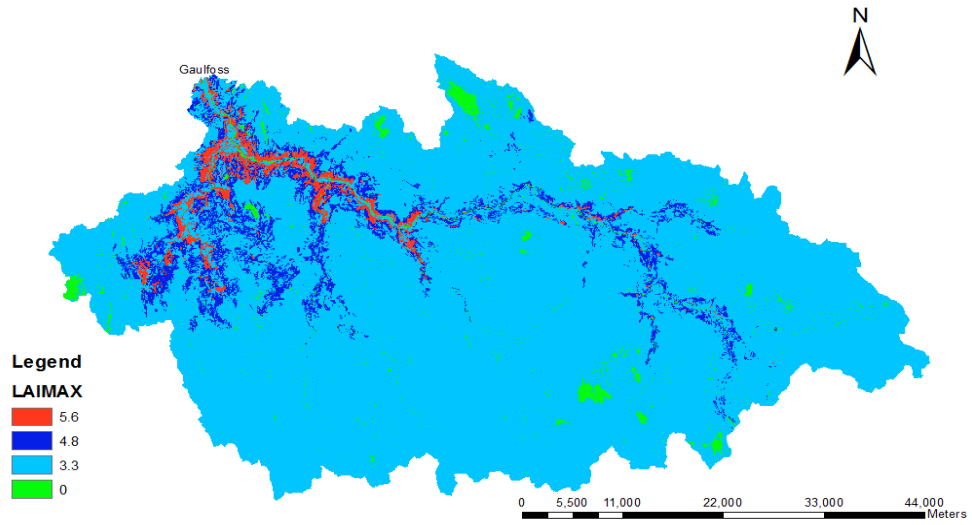 N
Gaulfoss
Legend
LAIMAX
5.6
4.8
3.3
0
0 5,500 11,000 22,000 33,000 44,000
Meters